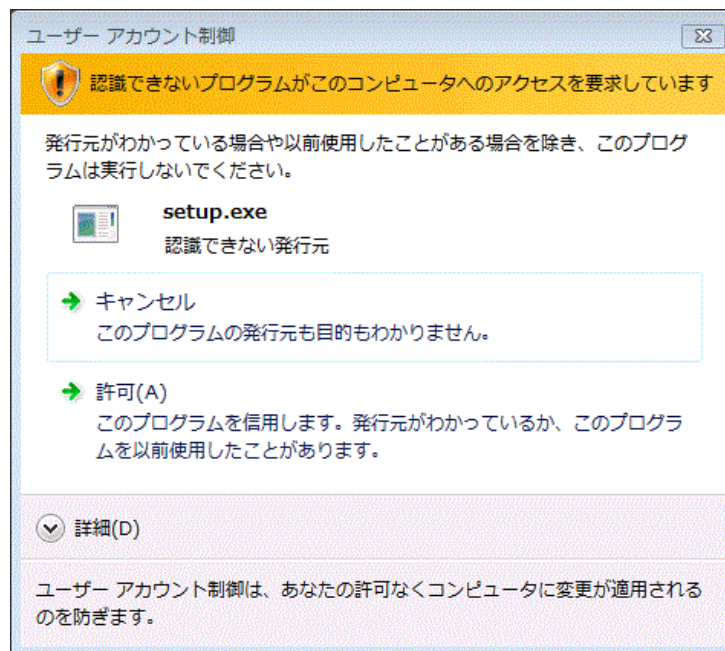 ユーザー アカウント制御
認識できないプログラムがこのコンピュータへのアクセスを要求しています
発行元がわかっている場合や以前使用したことがある場合を除き、このプログ
ラムは実行しないでください。
setup.exe
認識できない発行元
キャンセル
このプログラムの発行元も目的もわかりません。
許可(A)
このプログラムを信用します。発行元がわかっているか、このプログラ
ムを以前使用したことがあります。
詳細(D)
ユーザー アカウント制御は、あなたの許可なくコンピュータに変更が適用される
のを防ぎます。